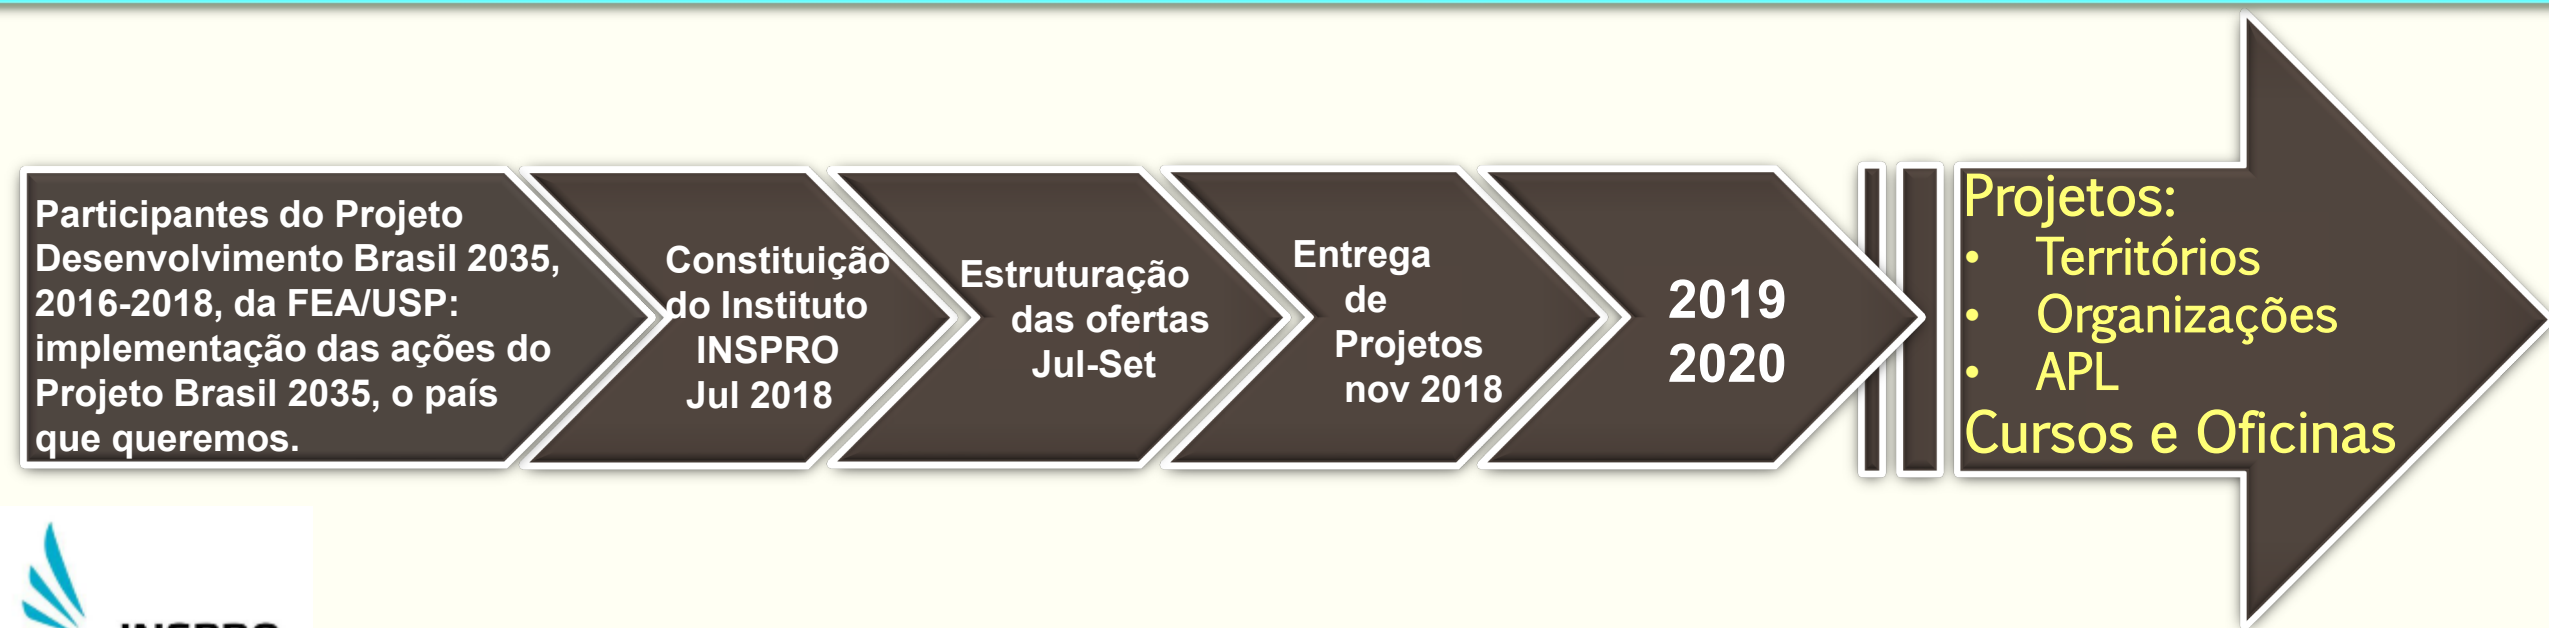 Participantes do Projeto
Desenvolvimento Brasil 2035,
2016-2018, da FEA/USP:
implementação das ações do
Projeto Brasil 2035, o país
que queremos.
Constituição
do Instituto
INSPRO
Jul 2018
Estruturação
das ofertas
Jul-Set
Entrega
de
Projetos
nov 2018
2019
2020
Projetos:
• Territórios
• Organizações
• APL
Cursos e Oficinas
INSPRO